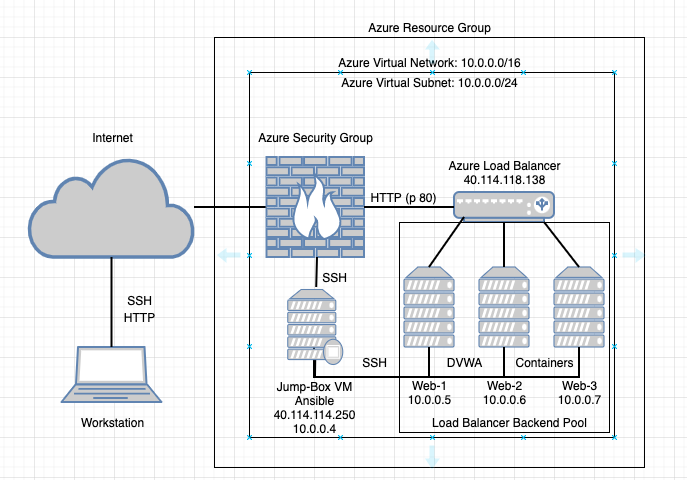 Azure Resource Group
Azure Virtual Network: 10.0.0.0/16
Azure Virtual Subnet: 10.0.0.0/24
Internet
Azure Security Group
Azure Load Balancer
40.114.118.138
HTTP (p 80)
SSH
SSH
HTTP
SSH
DVWA
Containers
Jump-Box VM
Ansible
40.114.114.250
10.0.0.4
Web-1
10.0.0.5
Web-2
10.0.0.6
Web-3
10.0.0.7
Workstation
Load Balancer Backend Pool